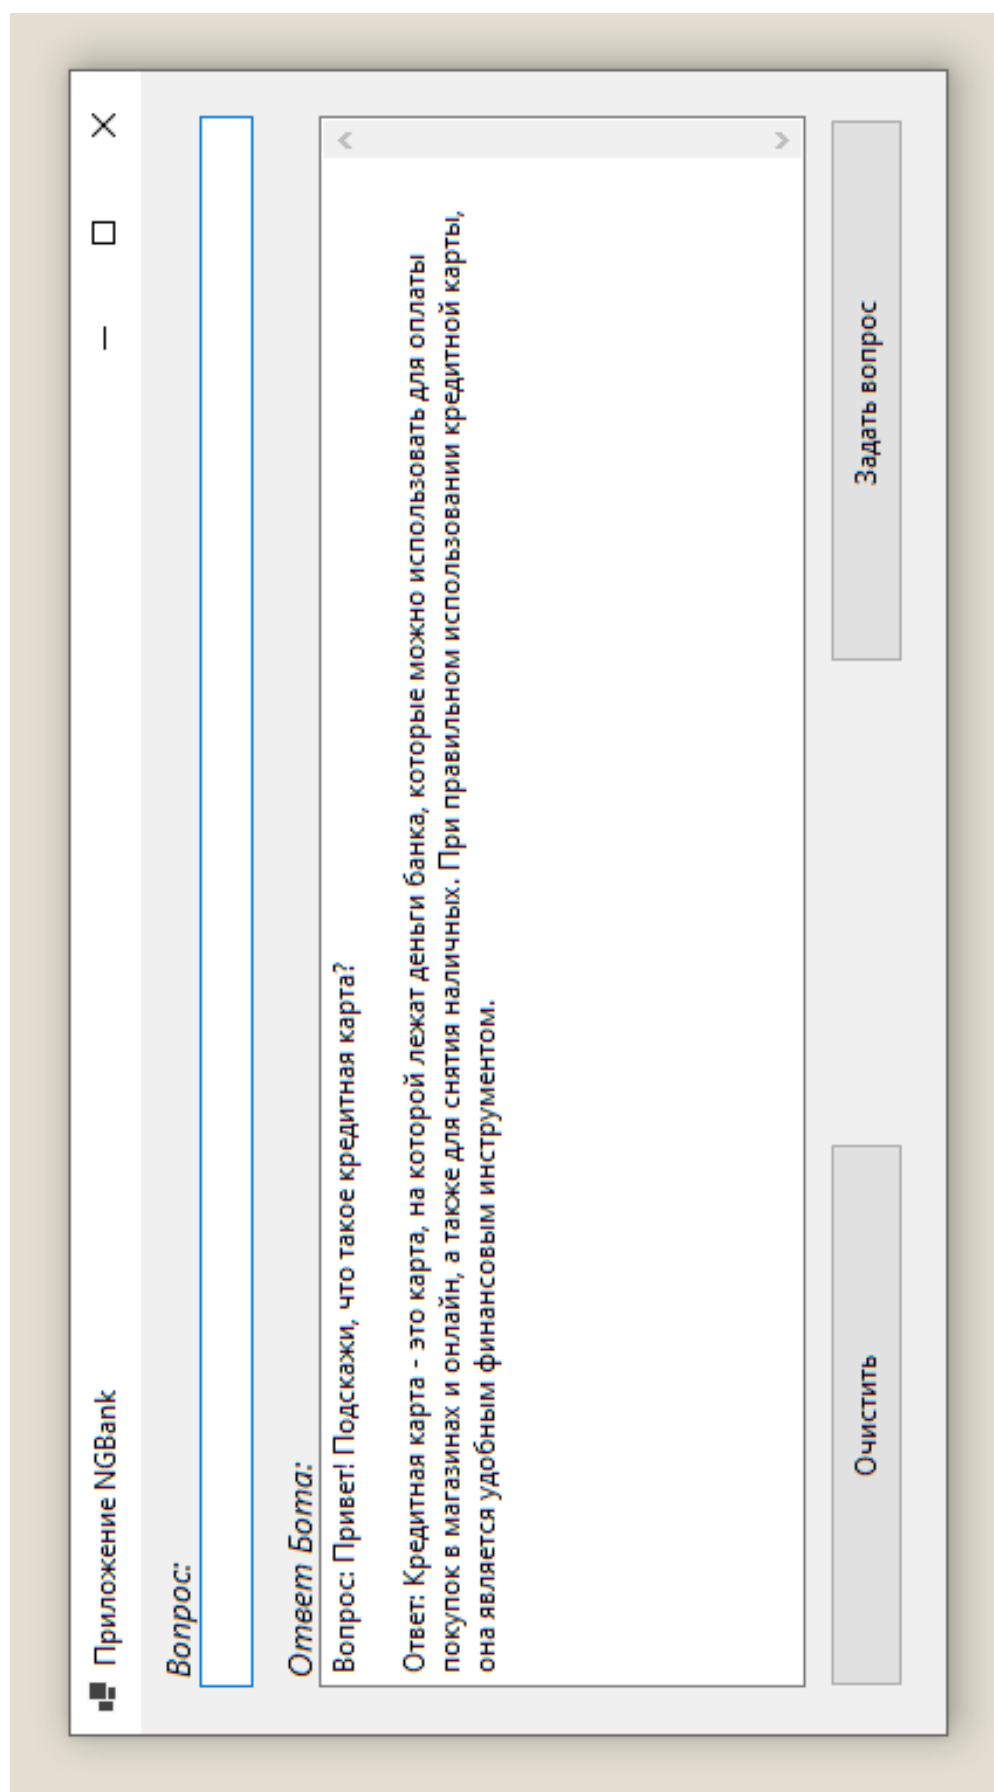 Приложение NGBank
Вопрос:
Ответ Бота:
Вопрос: Привет! Подскажи, что такое кредитная карта?
Ответ: Кредитная карта - это карта, на которой лежат деньги банка, которые можно использовать для оплаты
покупок в магазинах и онлайн, а также для снятия наличных. При правильном использовании кредитной карты,
она является удобным финансовым инструментом.
Очистить
Задать вопрос